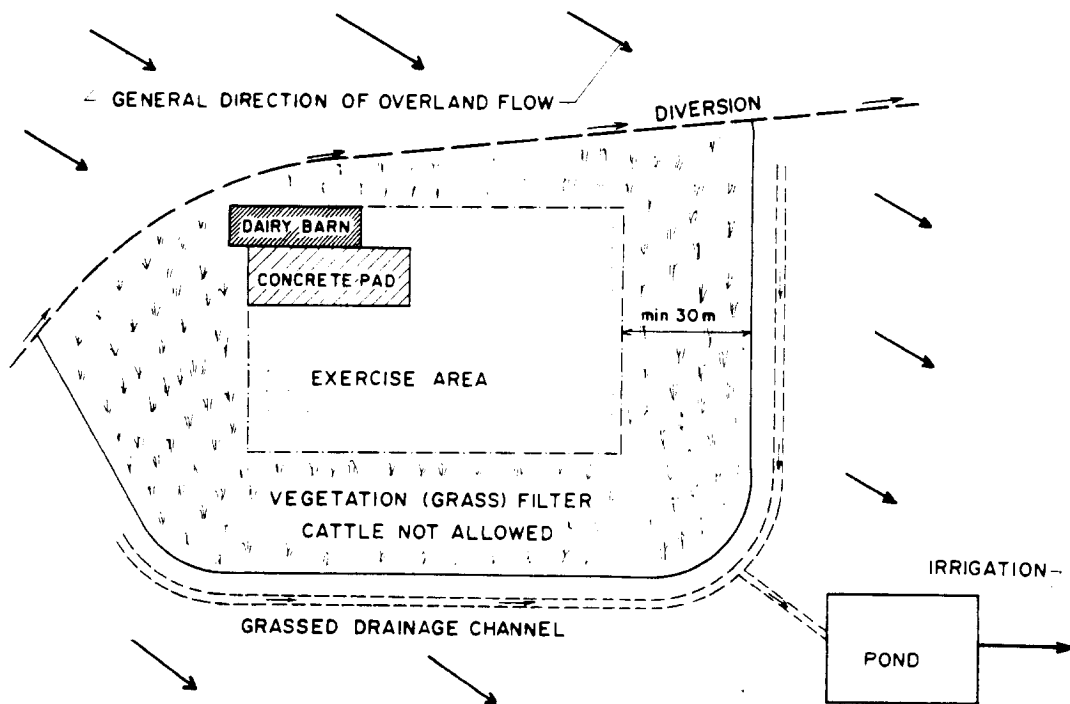 GENERAL DIRECTION OF OVERLAND FLOW
DIVERSION
DAIRY BARN
CONCRETE PAD
min 30m
EXERCISE AREA
VEGETATION (GRASS) FILTER
CATTLE NOT ALLOWED
IRRIGATION
GRASSED DRAINAGE CHANNEL
POND